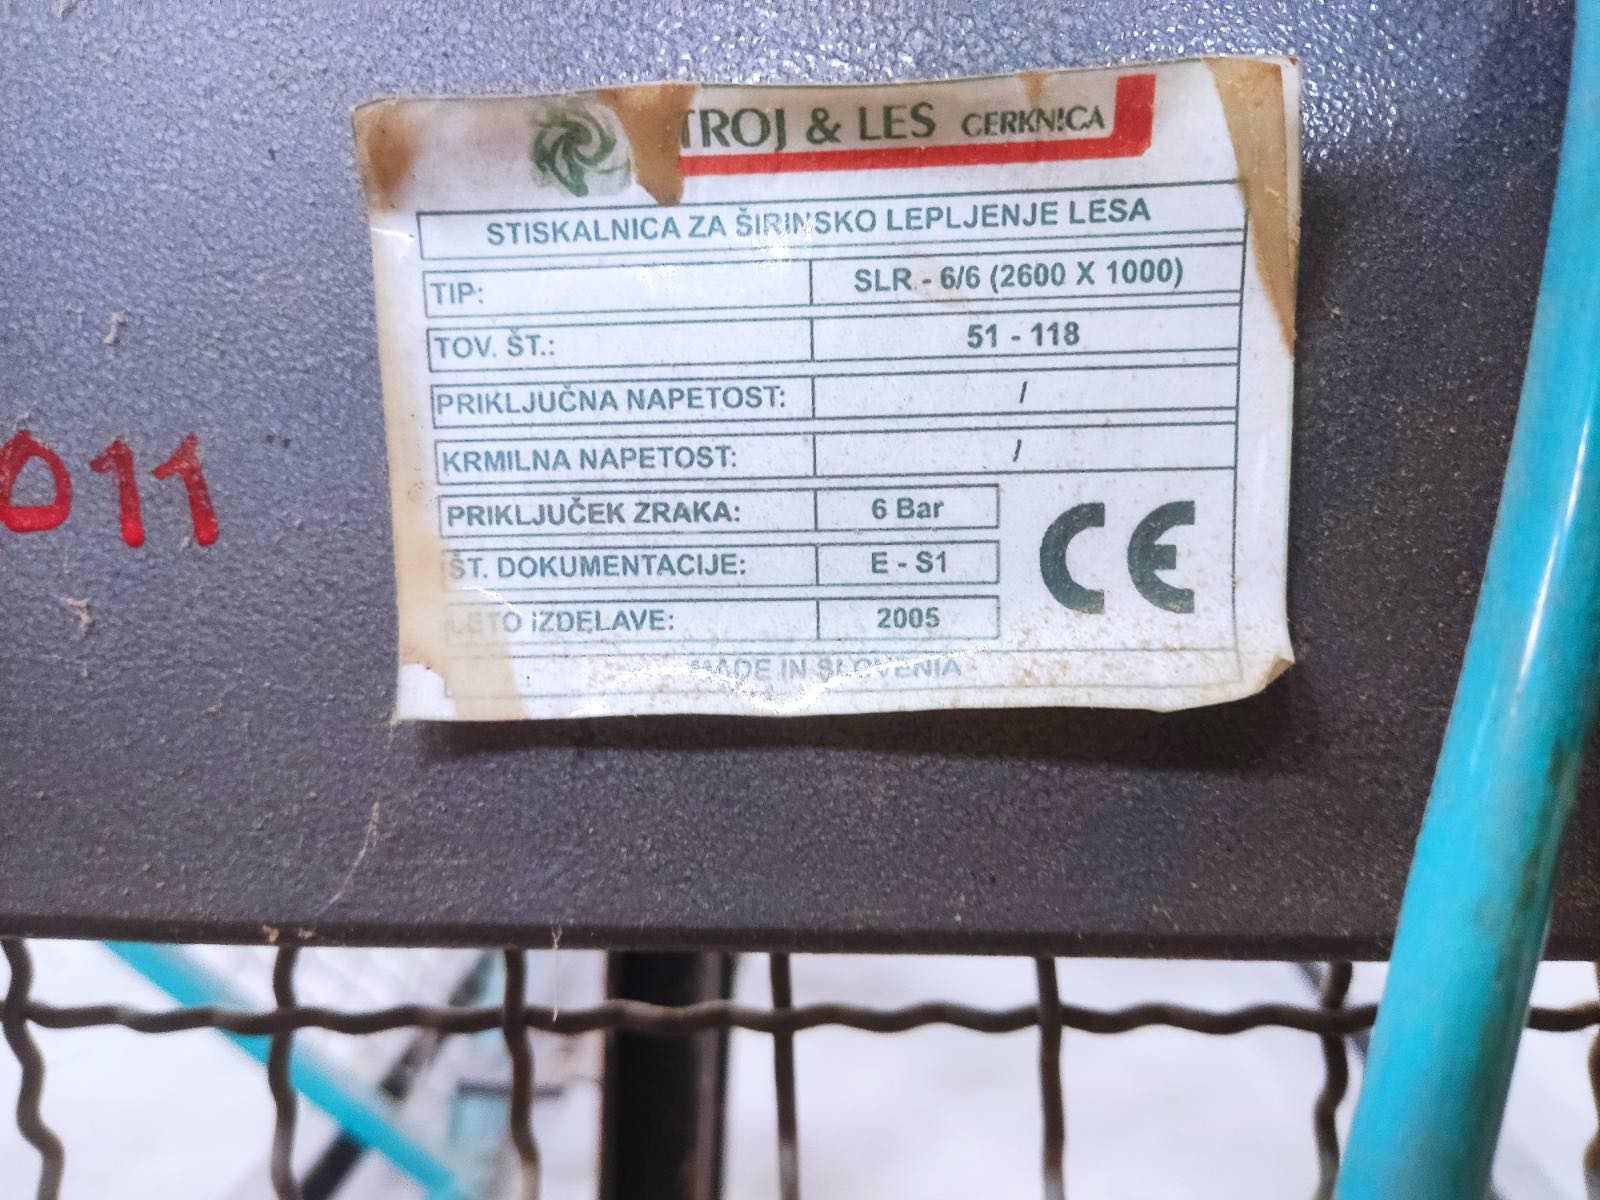 TROJ & LES CERKNICA
STISKALNICA ZA ŠIRINSKO LEPLJENJE LESA
TIP: SLR - 6/6 (2600 X 1000)
TOV. ŠT.: 51 - 118
PRIKLJUČNA NAPETOST: /
KRMILNA NAPETOST: /
PRIKLJUČEK ZRAKA: 6 Bar
ŠT. DOKUMENTACIJE: E - S1
LETO IZDELAVE: 2005
CE
MADE IN SLOVENIA
011